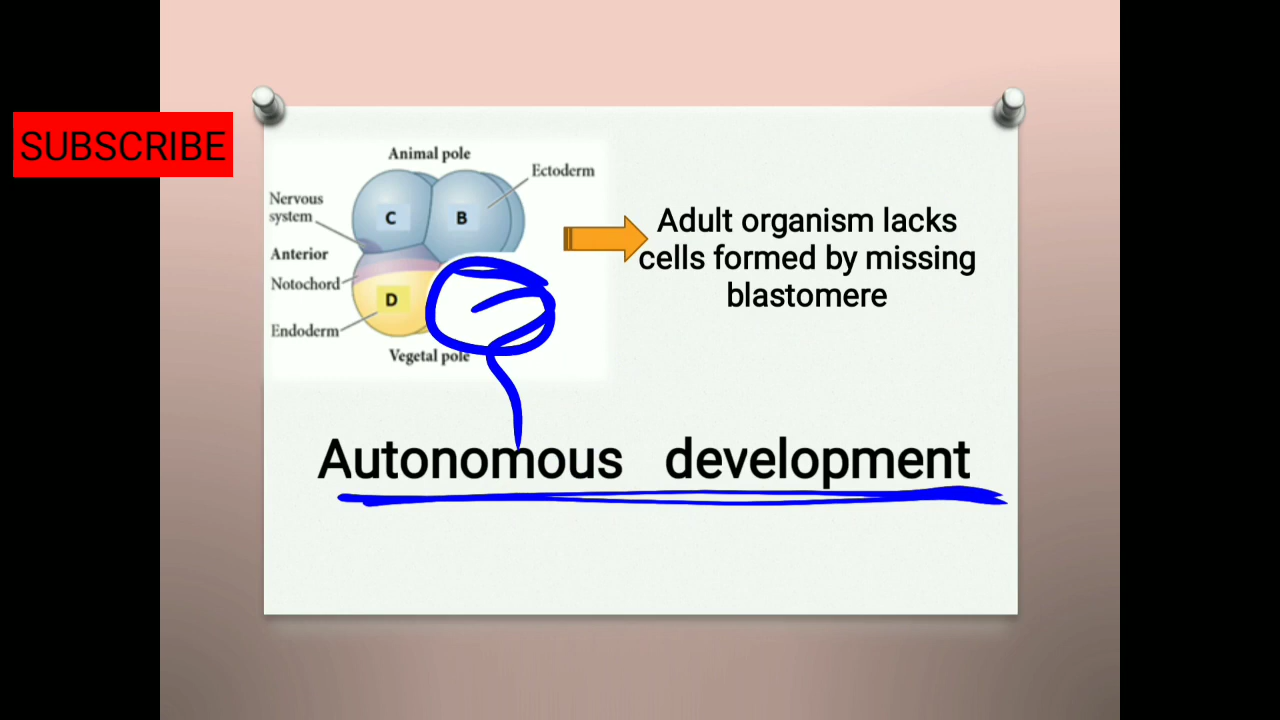 SUBSCRIBE
Animal pole
Ectoderm
Nervous
system
C
B
Anterior
Notochord
D
Endoderm
Vegetal pole
Adult organism lacks
cells formed by missing
blastomere
Autonomous development